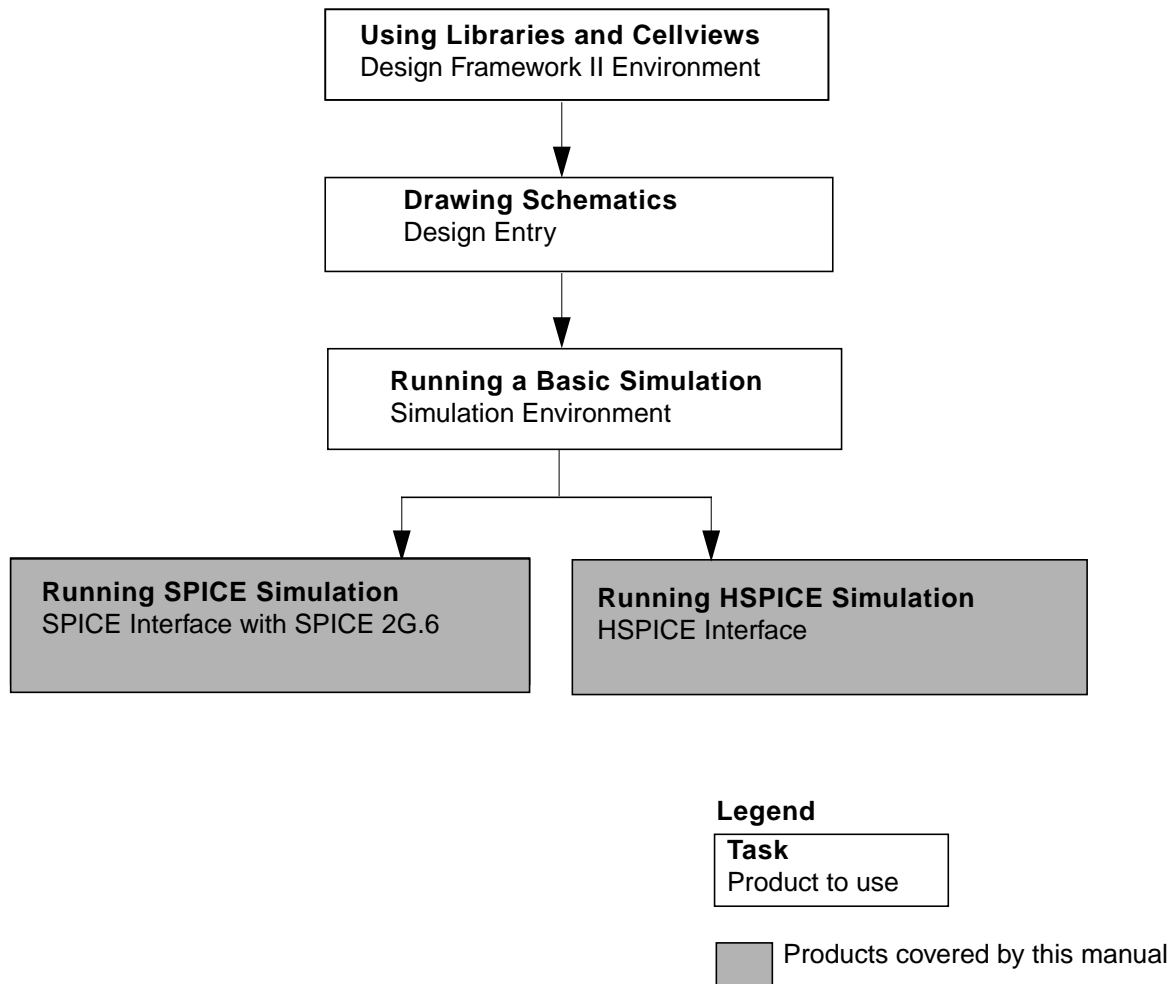 Using Libraries and Cellviews
Design Framework II Environment
Drawing Schematics
Design Entry
Running a Basic Simulation
Simulation Environment
Running SPICE Simulation
SPICE Interface with SPICE 2G.6
Running HSPICE Simulation
HSPICE Interface
Legend
Task
Product to use
Products covered by this manual